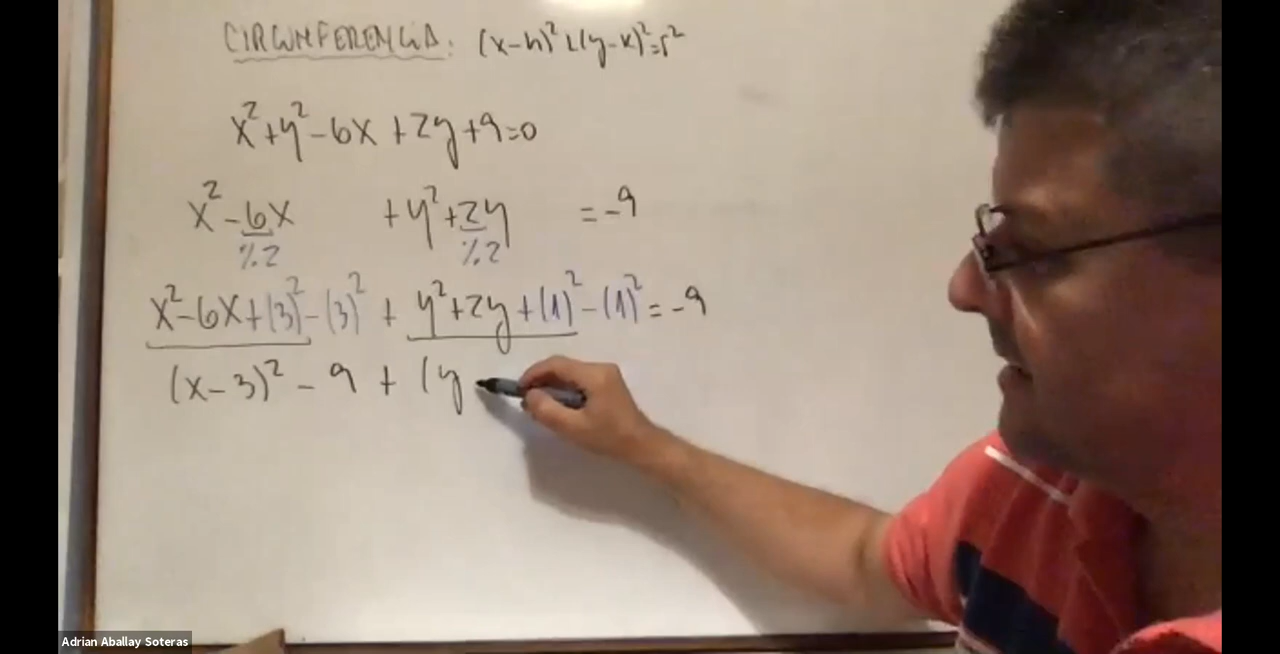 CIRCUNFERENCIA: (x-h)²+(y-k)²=r²
x²+y²-6x+2y+9=0
x²-6x +y²+2y =-9
%2 %2
x²-6x+(3)²-(3)²+y²+2y+(1)²-(1)²=-9
(x-3)²-9+(y
Adrian Aballay Soteras